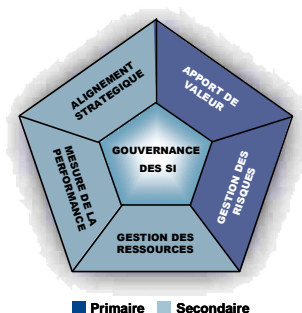 ALIGNEMENT
STRATEGIQUE
APPORT DE
VALEUR
MESURE DE LA
PERFORMANCE
GOUVERNANCE
DES SI
GESTION DES
RISQUES
GESTION DES
RESSOURCES
Primaire
Secondaire